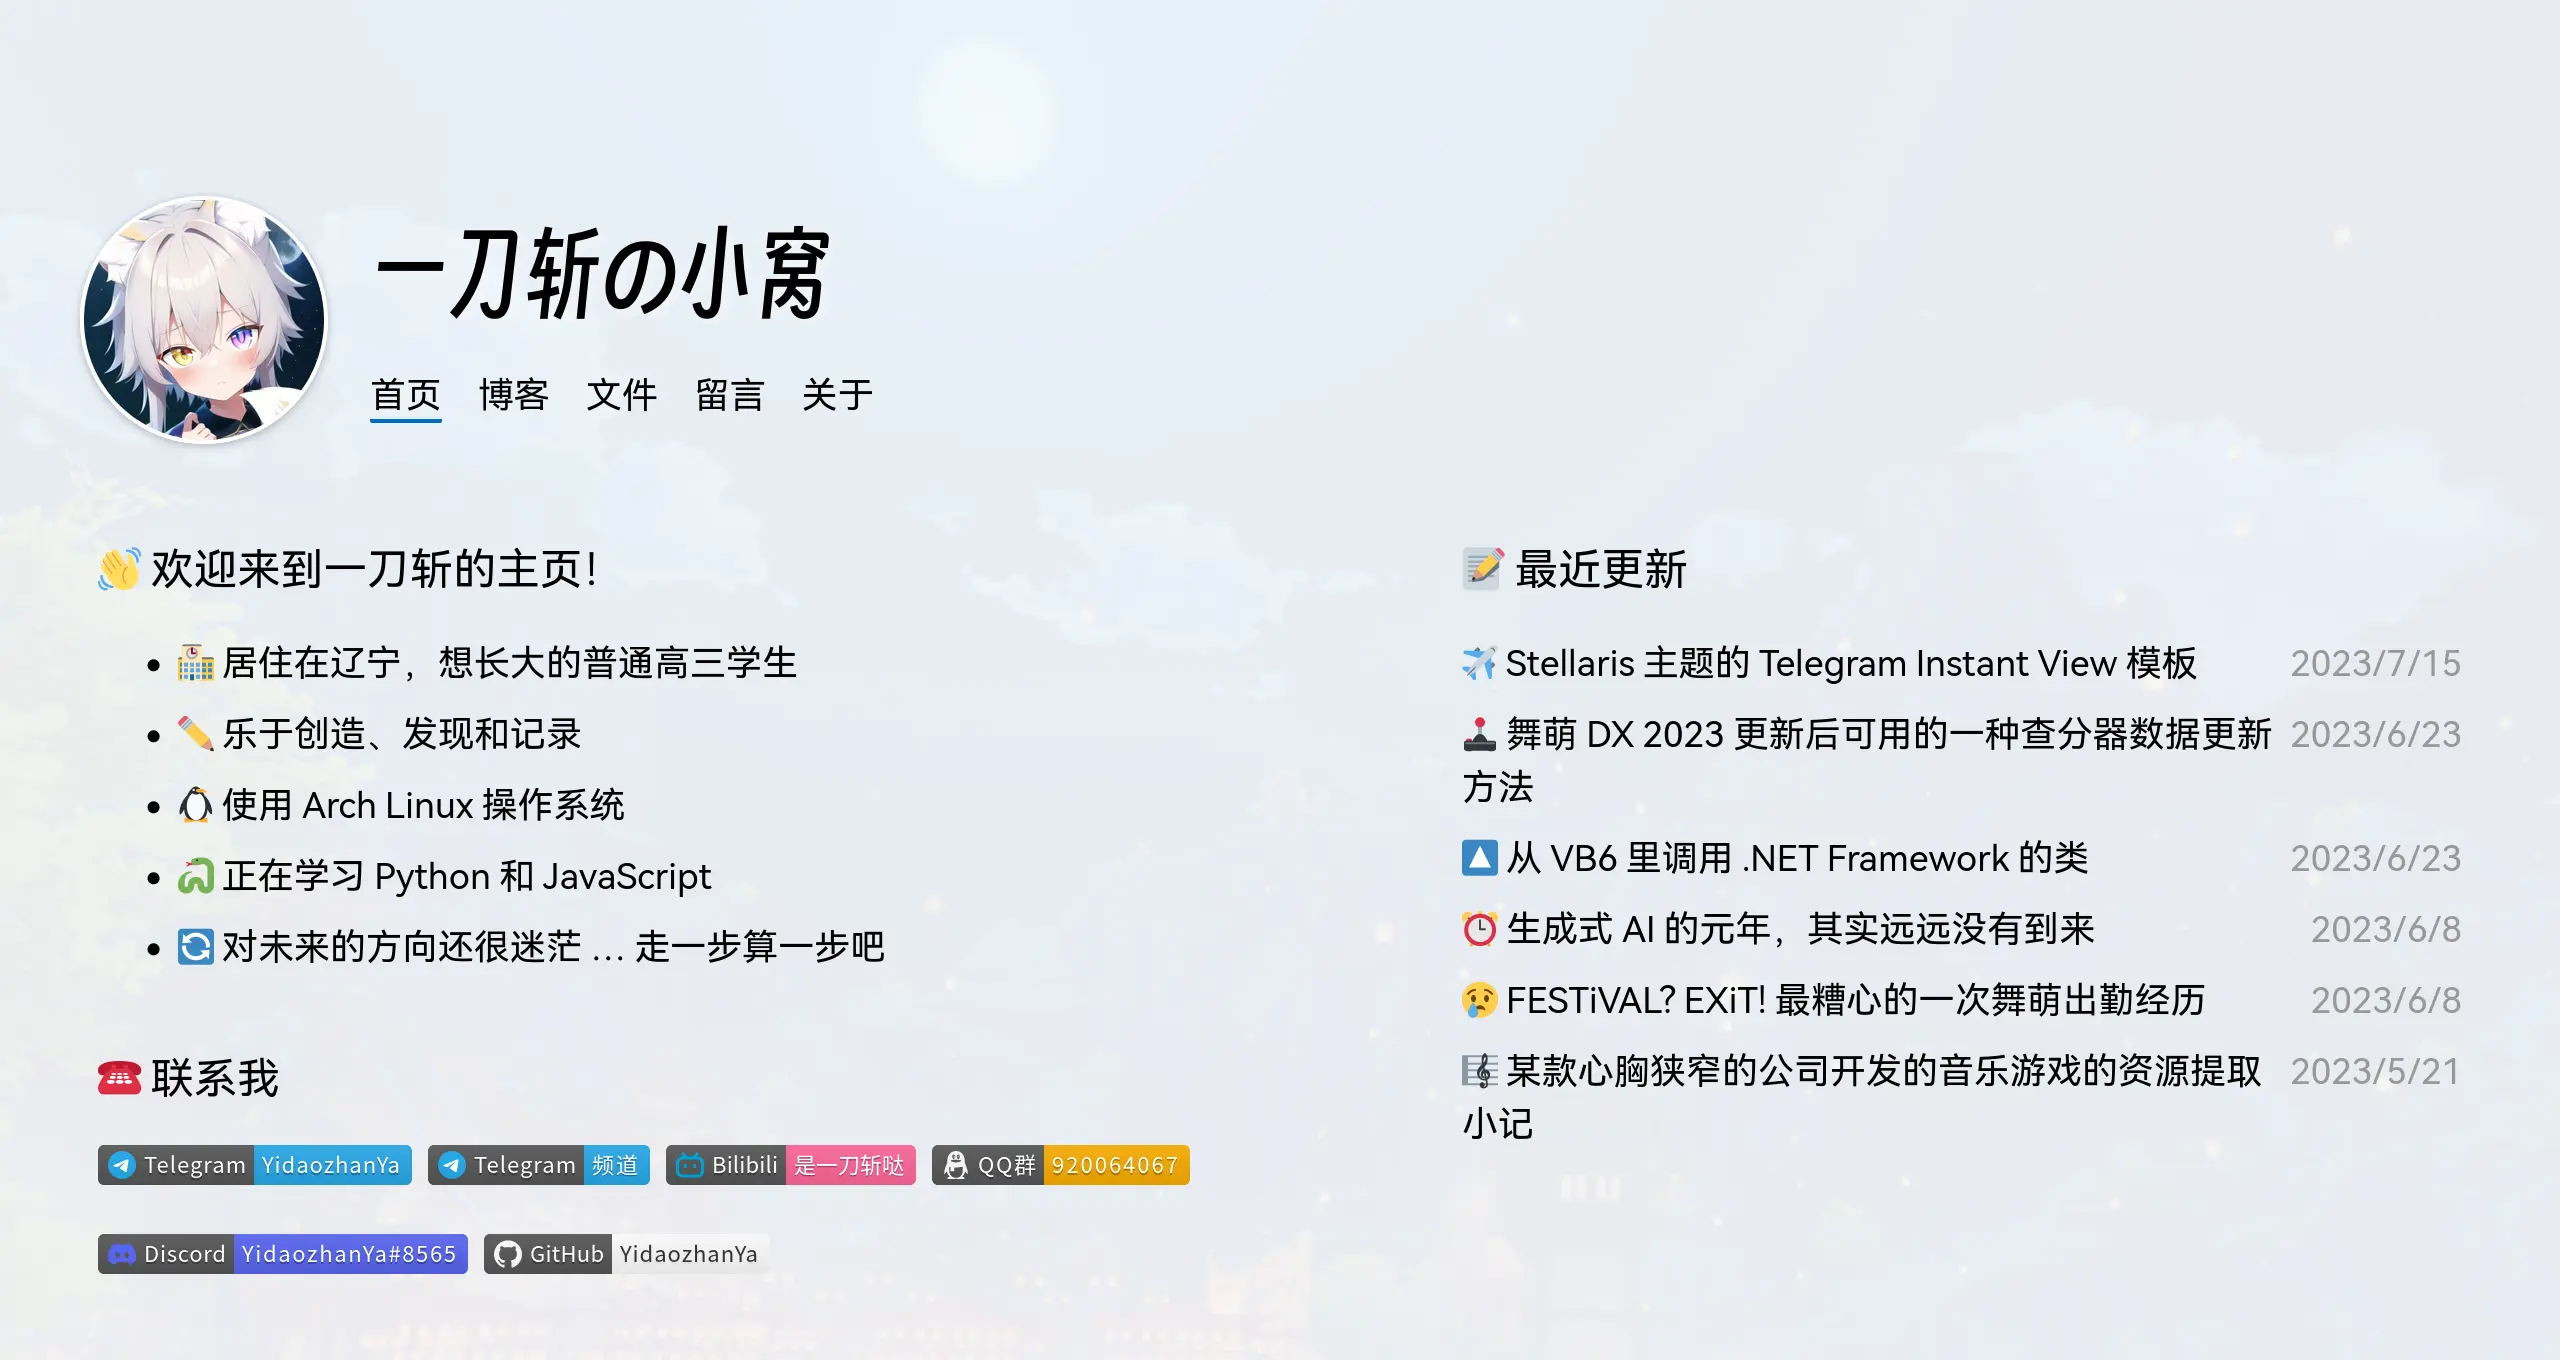 一刀斩の小窝
首页 博客 文件 留言 关于
👋 欢迎来到一刀斩的主页！
• 🏫 居住在辽宁，想长大的普通高三学生
• ✏️ 乐于创造、发现和记录
• 🐧 使用 Arch Linux 操作系统
• 🐍 正在学习 Python 和 JavaScript
• 🔄 对未来的方向还很迷茫 … 走一步算一步吧
☎️ 联系我
Telegram YidaozhanYa Telegram 频道 Bilibili 是一刀斩哒 QQ群 920064067
Discord YidaozhanYa#8565 GitHub YidaozhanYa
📝 最近更新
✈️ Stellaris 主题的 Telegram Instant View 模板 2023/7/15
🕹️ 舞萌 DX 2023 更新后可用的一种查分器数据更新 2023/6/23
方法
🔼 从 VB6 里调用 .NET Framework 的类 2023/6/23
⏰ 生成式 AI 的元年，其实远远没有到来 2023/6/8
😢 FESTiVAL? EXiT! 最糟心的一次舞萌出勤经历 2023/6/8
🎼 某款心胸狭窄的公司开发的音乐游戏的资源提取 2023/5/21
小记